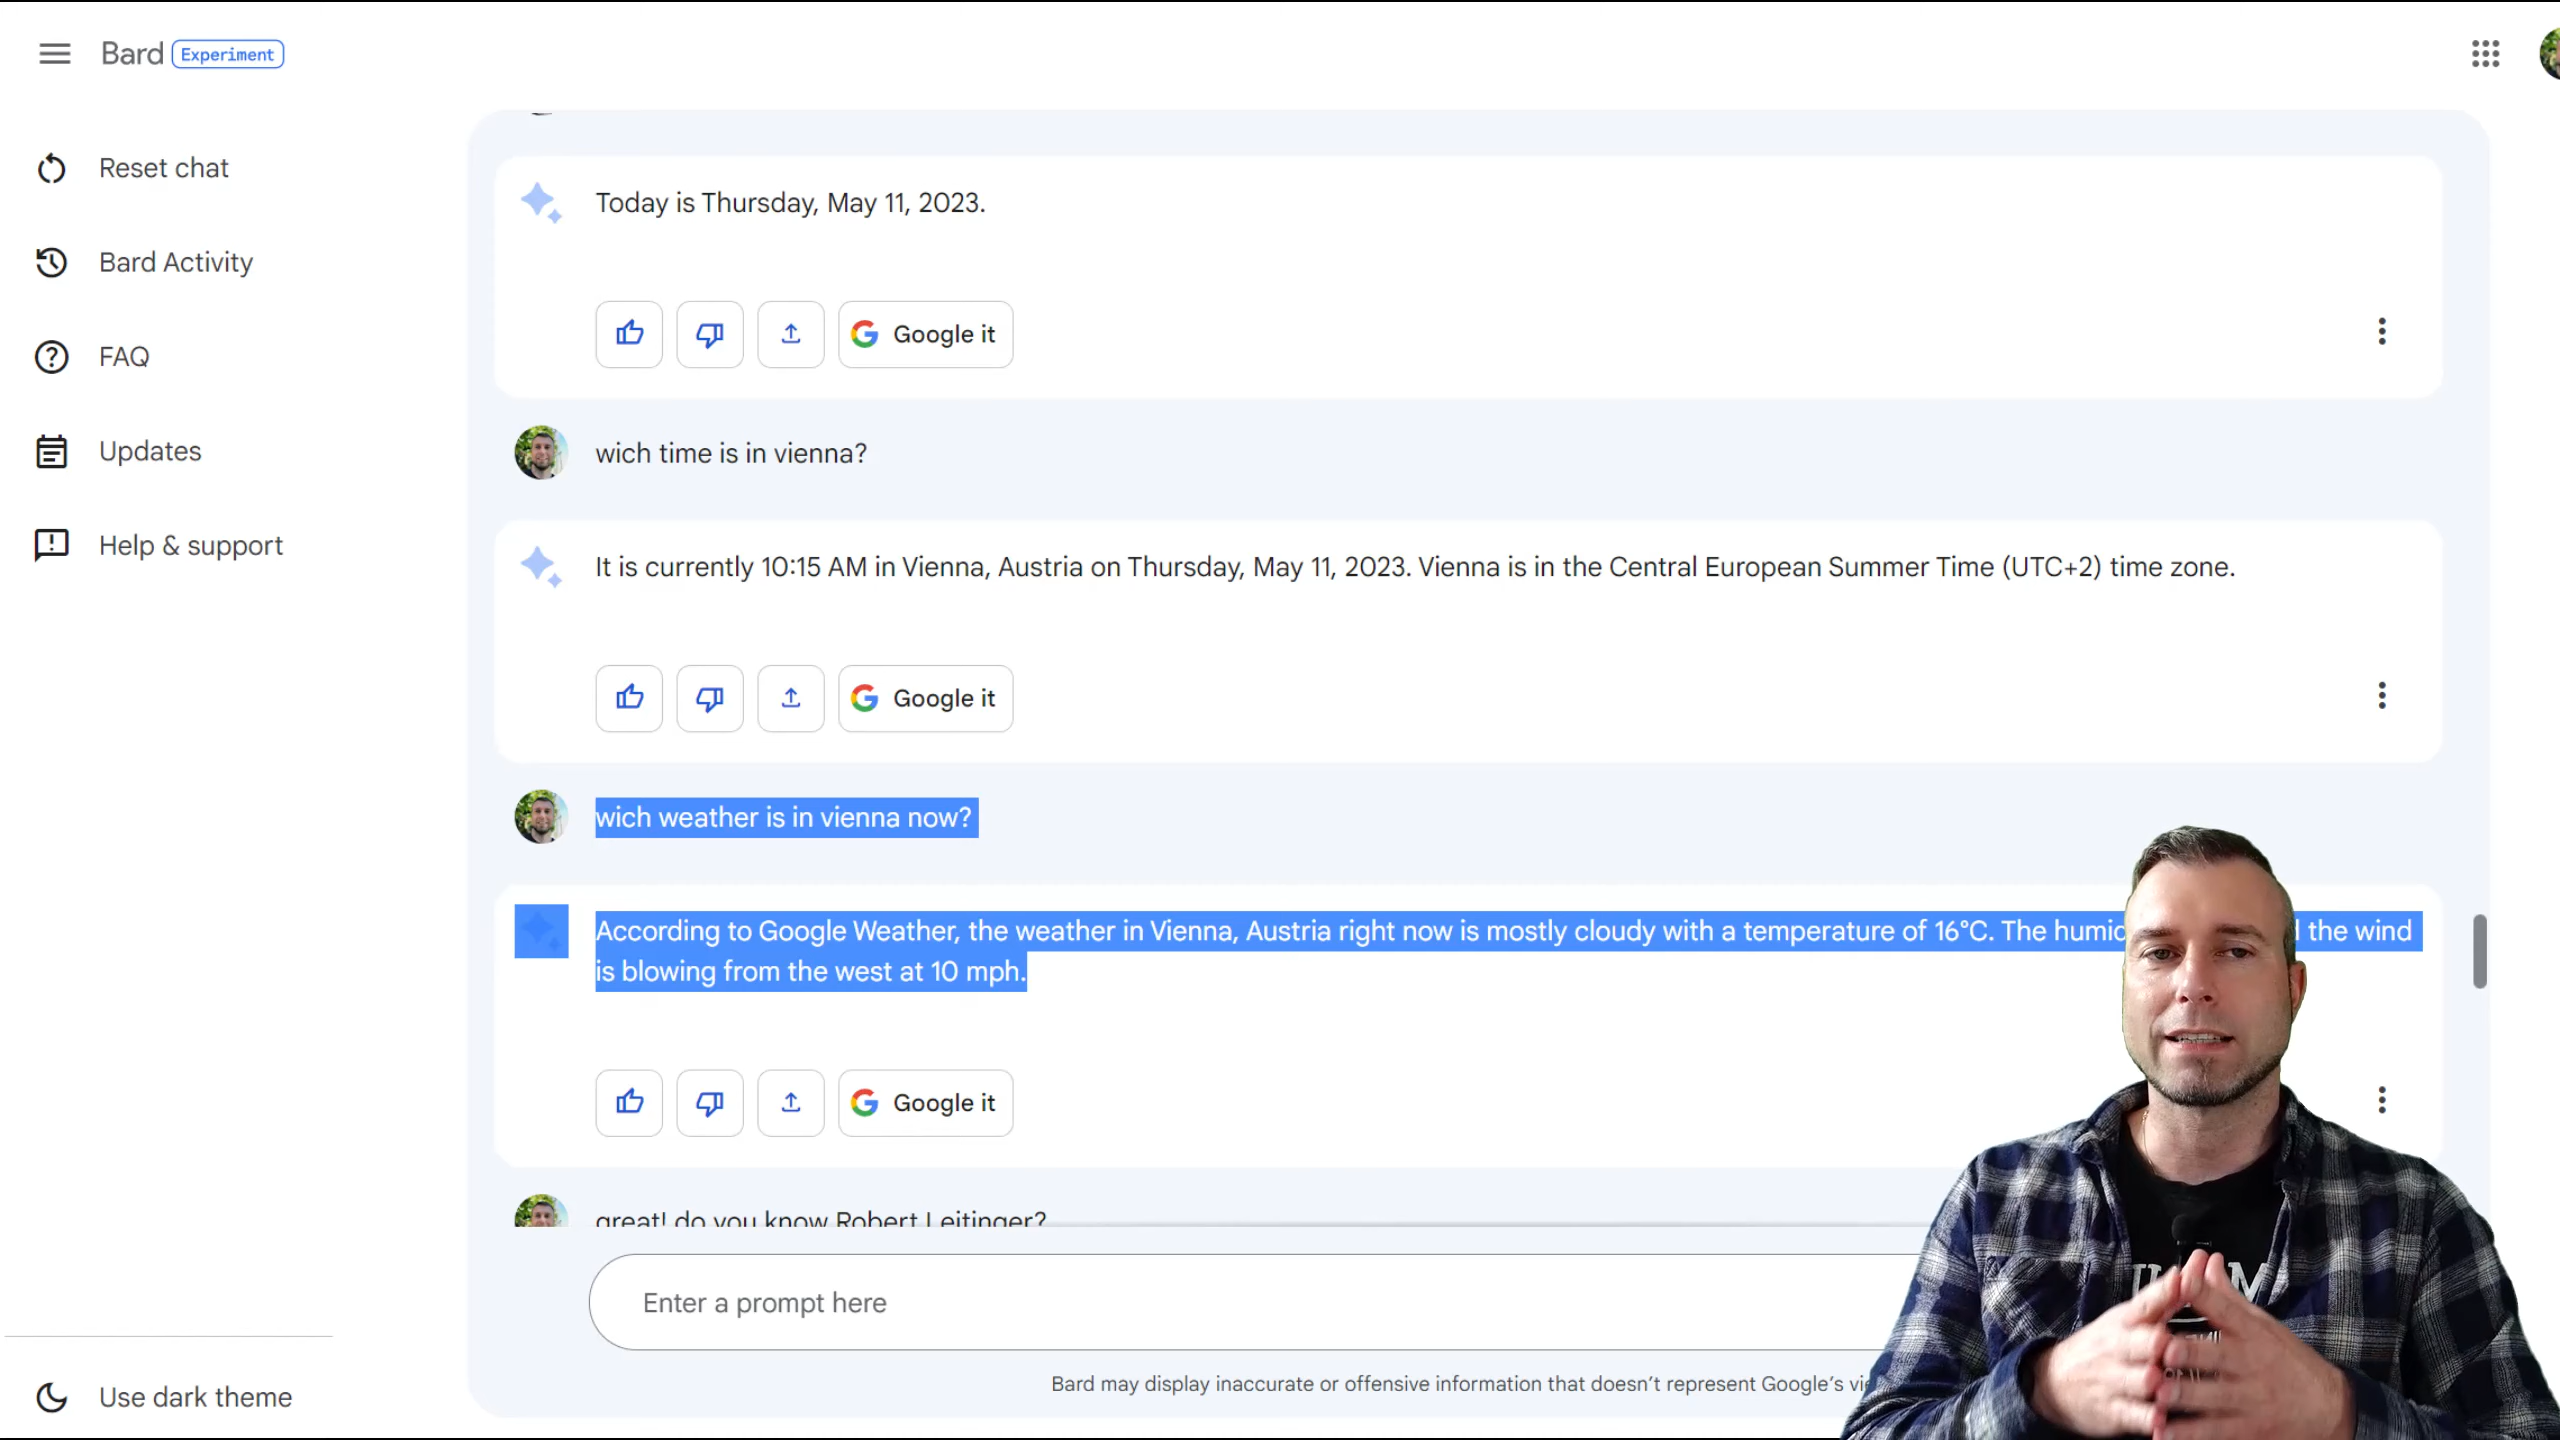 Bard Experiment
Reset chat
Bard Activity
FAQ
Updates
Help & support
Use dark theme
Today is Thursday, May 11, 2023.
Google it
wich time is in vienna?
It is currently 10:15 AM in Vienna, Austria on Thursday, May 11, 2023. Vienna is in the Central European Summer Time (UTC+2) time zone.
Google it
wich weather is in vienna now?
According to Google Weather, the weather in Vienna, Austria right now is mostly cloudy with a temperature of 16°C. The the wind
is blowing from the west at 10 mph.
Google it
great! do you know Robert Leitinger?
Enter a prompt here
Bard may display inaccurate or offensive information that doesn't represent Google's